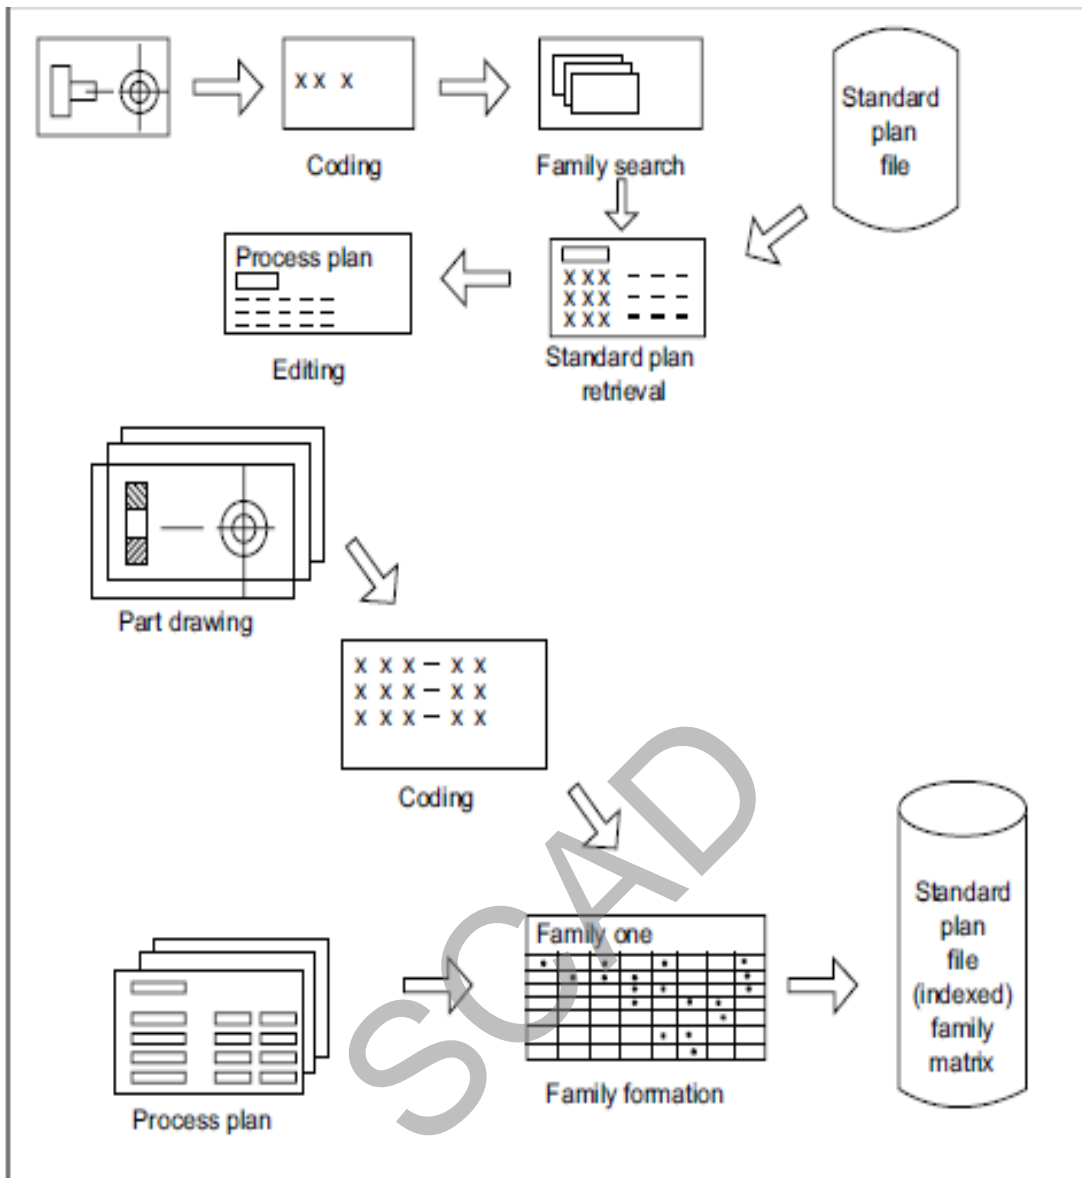 X X X
Coding
Family search
Standard
plan
file
Process plan
Editing
X X X – – –
X X X – – –
X X X – – –
Standard plan
retrieval
Part drawing
X X X – X X
X X X – X X
X X X – X X
Coding
SCAD
Family one
Family formation
Process plan
Standard
plan
file
(indexed)
family
matrix